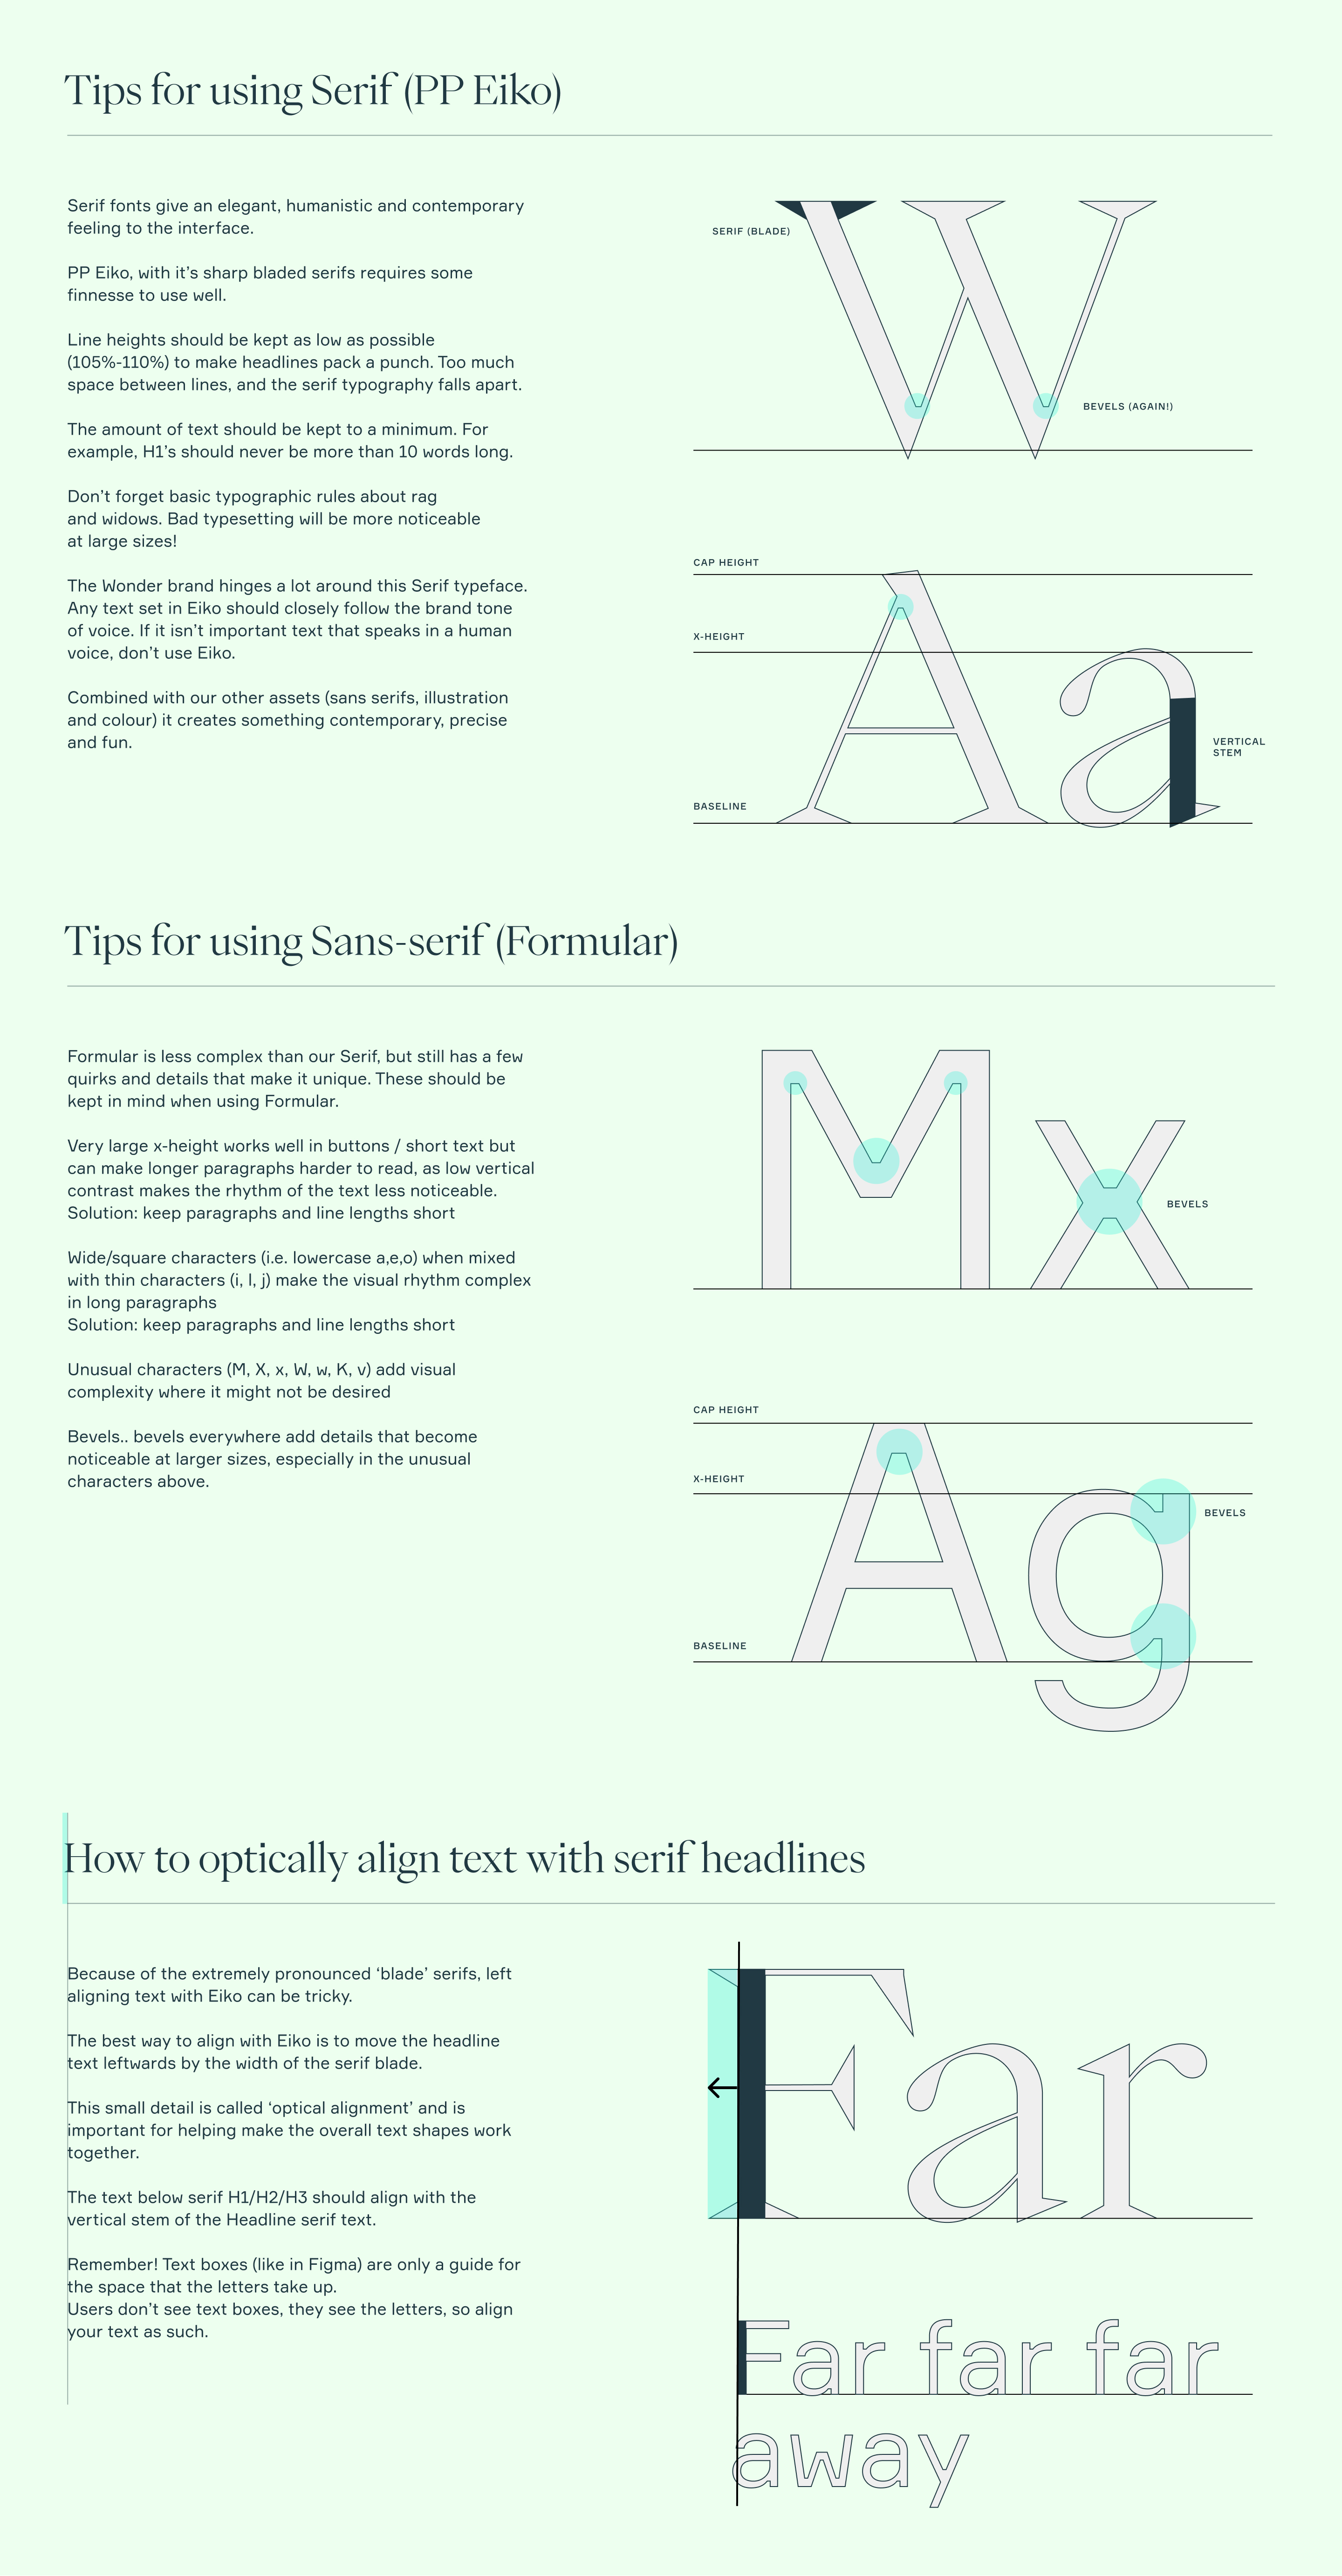 Tips for using Serif (PP Eiko)
Serif fonts give an elegant, humanistic and contemporary
feeling to the interface.
PP Eiko, with it’s sharp bladed serifs requires some
finnesse to use well.
Line heights should be kept as low as possible
(105%-110%) to make headlines pack a punch. Too much
space between lines, and the serif typography falls apart.
The amount of text should be kept to a minimum. For
example, H1’s should never be more than 10 words long.
Don’t forget basic typographic rules about rag
and widows. Bad typesetting will be more noticeable
at large sizes!
The Wonder brand hinges a lot around this Serif typeface.
Any text set in Eiko should closely follow the brand tone
of voice. If it isn’t important text that speaks in a human
voice, don’t use Eiko.
Combined with our other assets (sans serifs, illustration
and colour) it creates something contemporary, precise
and fun.
W
SERIF (BLADE)
BEVELS (AGAIN!)
CAP HEIGHT
X-HEIGHT
Aa
VERTICAL
STEM
BASELINE
Tips for using Sans-serif (Formular)
Formular is less complex than our Serif, but still has a few
quirks and details that make it unique. These should be
kept in mind when using Formular.
Very large x-height works well in buttons / short text but
can make longer paragraphs harder to read, as low vertical
contrast makes the rhythm of the text less noticeable.
Solution: keep paragraphs and line lengths short
Wide/square characters (i.e. lowercase a,e,o) when mixed
with thin characters (i, l, j) make the visual rhythm complex
in long paragraphs
Solution: keep paragraphs and line lengths short
Unusual characters (M, X, x, W, w, K, v) add visual
complexity where it might not be desired
Bevels.. bevels everywhere add details that become
noticeable at larger sizes, especially in the unusual
characters above.
Mx
BEVELS
CAP HEIGHT
X-HEIGHT
Ag
BEVELS
BASELINE
How to optically align text with serif headlines
Because of the extremely pronounced ‘blade’ serifs, left
aligning text with Eiko can be tricky.
The best way to align with Eiko is to move the headline
text leftwards by the width of the serif blade.
This small detail is called ‘optical alignment’ and is
important for helping make the overall text shapes work
together.
The text below serif H1/H2/H3 should align with the
vertical stem of the Headline serif text.
Remember! Text boxes (like in Figma) are only a guide for
the space that the letters take up.
Users don’t see text boxes, they see the letters, so align
your text as such.
Far
Far far far
away